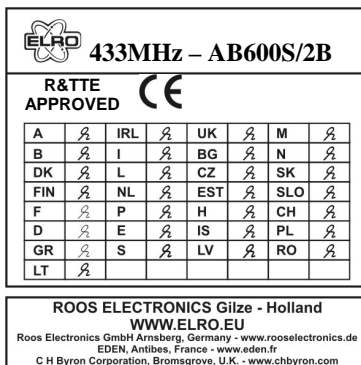 ELRO
433MHz – AB600S/2B
R&TTE
APPROVED CE
A IRL UK M
B I BG N
DK L CZ SK
FIN NL EST SLO
F P H CH
D E IS PL
GR S LV RO
LT
ROOS ELECTRONICS Gilze - Holland
WWW.ELRO.EU
Roos Electronics GmbH Arnsberg, Germany - www.rooselectronics.de
EDEN, Antibes, France - www.eden.fr
C H Byron Corporation, Bromsgrove, U.K. - www.chbyron.com